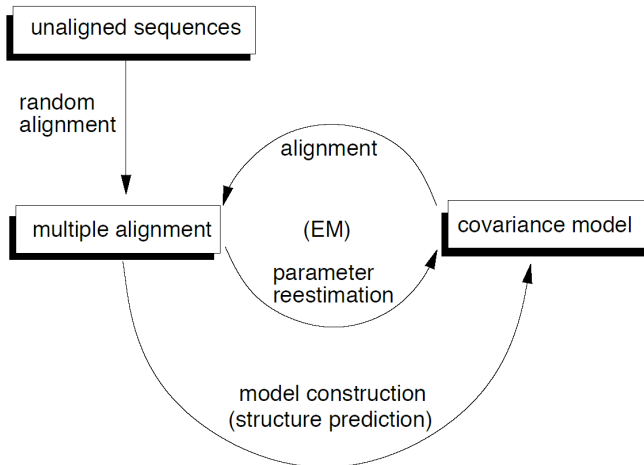 unaligned sequences
random
alignment
alignment
multiple alignment
(EM)
covariance model
parameter
reestimation
model construction
(structure prediction)